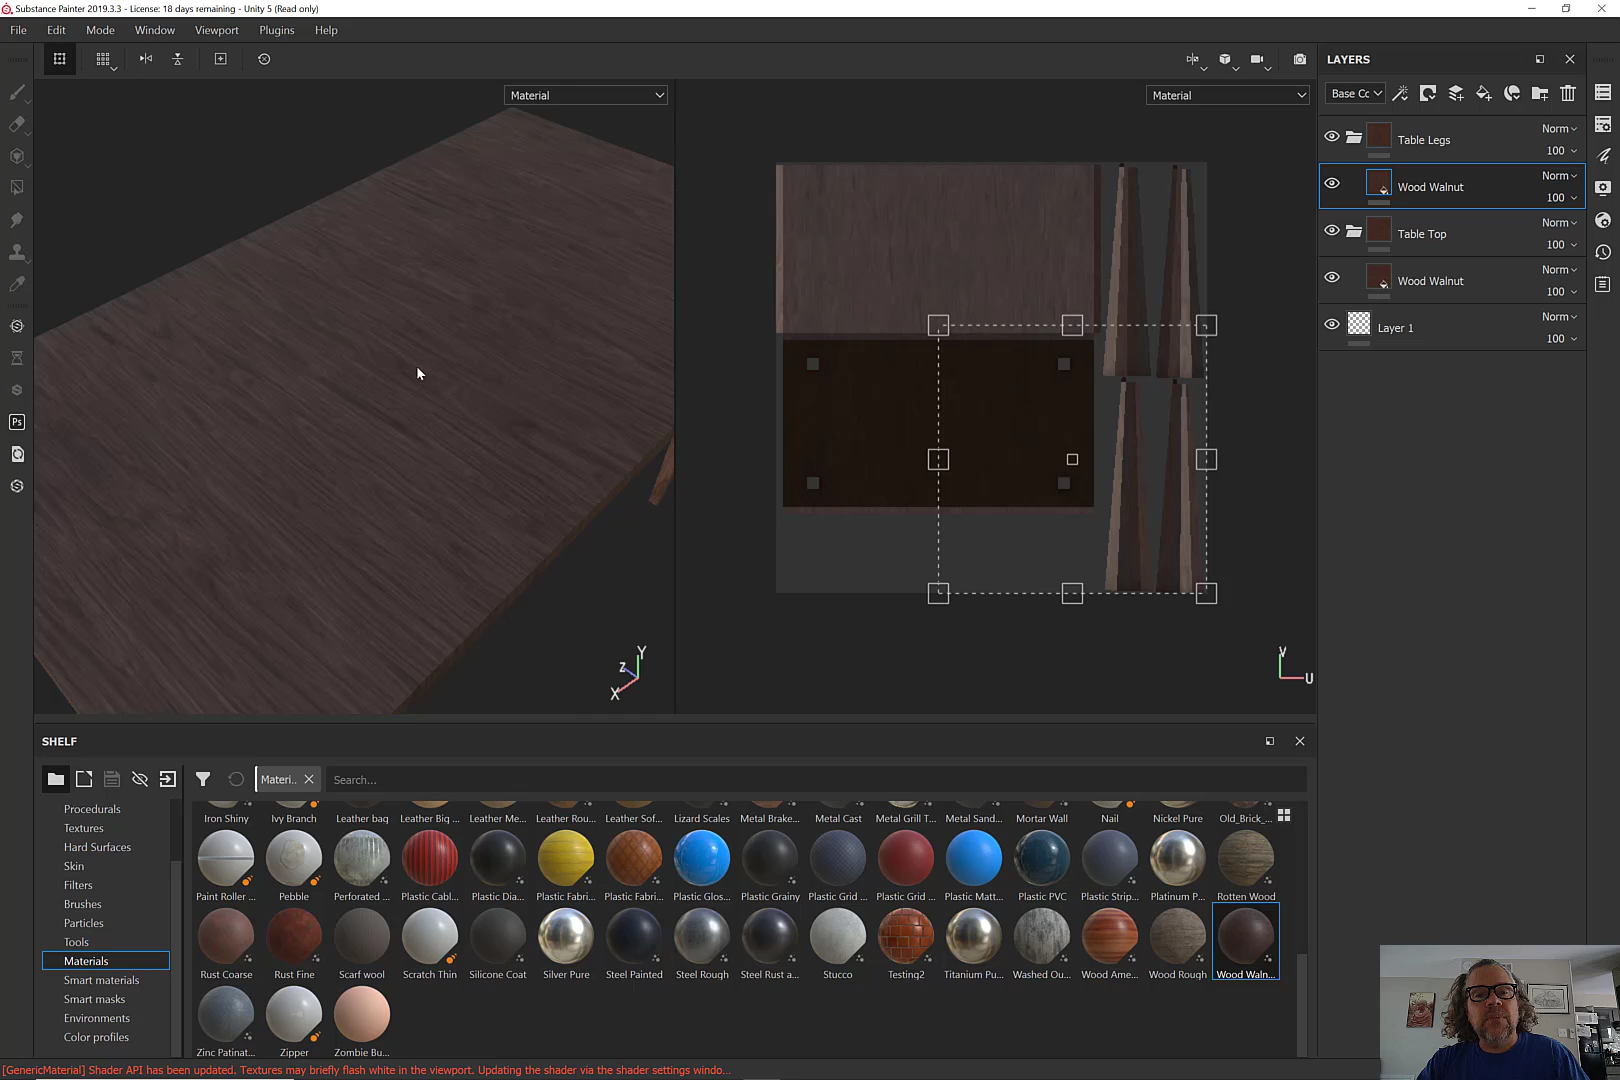 Substance Painter 2019.3.3 - License: 18 days remaining - Unity 5 (Read only)
File Edit Mode Window Viewport Plugins Help
Material
Material
LAYERS
Base Cc
Table Legs
Norm
100
Wood Walnut
Norm
100
Table Top
Norm
100
Wood Walnut
Norm
100
Layer 1
Norm
100
Ps
Y
Z
X
V
U
SHELF
Materi..
Search...
Procedurals
Textures
Hard Surfaces
Skin
Filters
Brushes
Particles
Tools
Materials
Smart materials
Smart masks
Environments
Color profiles
Iron Shiny Ivy Branch Leather bag Leather Big ... Leather Me... Leather Rou... Leather Sof... Lizard Scales Metal Brake... Metal Cast Metal Grill T... Metal Sand... Mortar Wall Nail Nickel Pure Old_Brick_...
Paint Roller ... Pebble Perforated ... Plastic Cabl... Plastic Dia... Plastic Fabri... Plastic Fabri... Plastic Glos... Plastic Grainy Plastic Grid ... Plastic Grid ... Plastic Matt... Plastic PVC Plastic Strip... Platinum P... Rotten Wood
Rust Coarse Rust Fine Scarf wool Scratch Thin Silicone Coat Silver Pure Steel Painted Steel Rough Steel Rust a... Stucco Testinq2 Titanium Pu... Washed Ou... Wood Ame... Wood Rough Wood Waln...
Zinc Patinat... Zipper Zombie Bu...
[GenericMaterial] Shader API has been updated. Textures may briefly flash white in the viewport. Updating the shader via the shader settings windo...